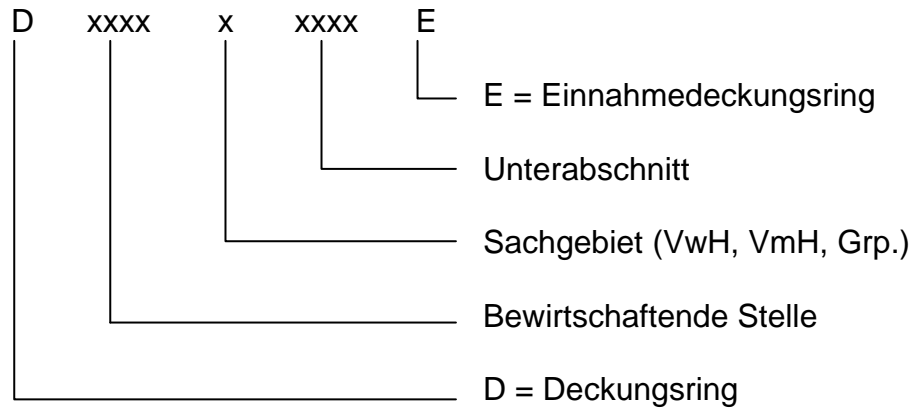 D xxxx x xxxx E
E = Einnahmedeckungsring
Unterabschnitt
Sachgebiet (VwH, VmH, Grp.)
Bewirtschaftende Stelle
D = Deckungsring